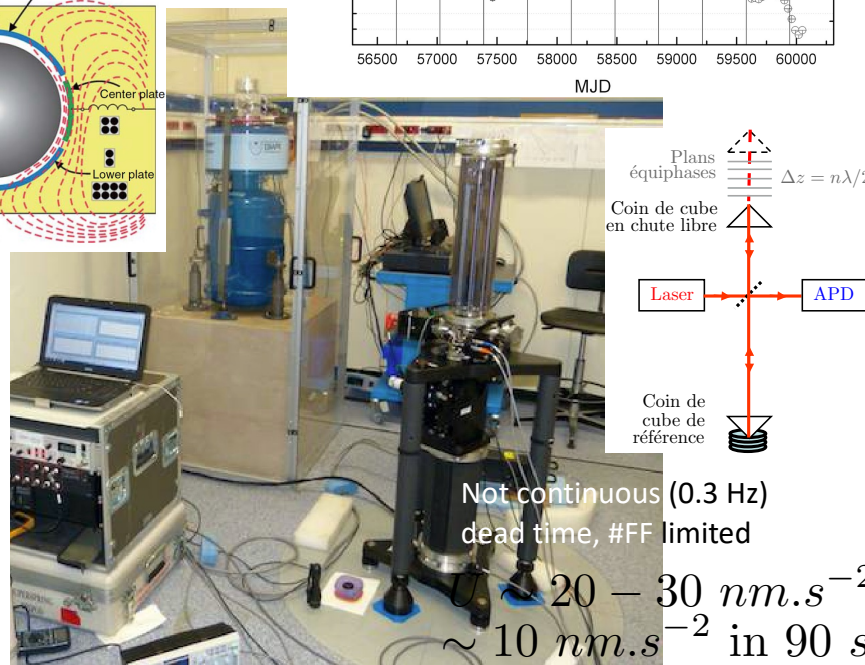 Center plate
Lower plate
56500 57000 57500 58000 58500 59000 59500 60000
MJD
Plans
équiphases
Δz = nλ/2
Coin de cube
en chute libre
Laser
APD
Coin de
cube de
référence
Not continuous (0.3 Hz)
dead time, #FF limited
U ~ 20 − 30 nm.s⁻²
~ 10 nm.s⁻² in 90 s